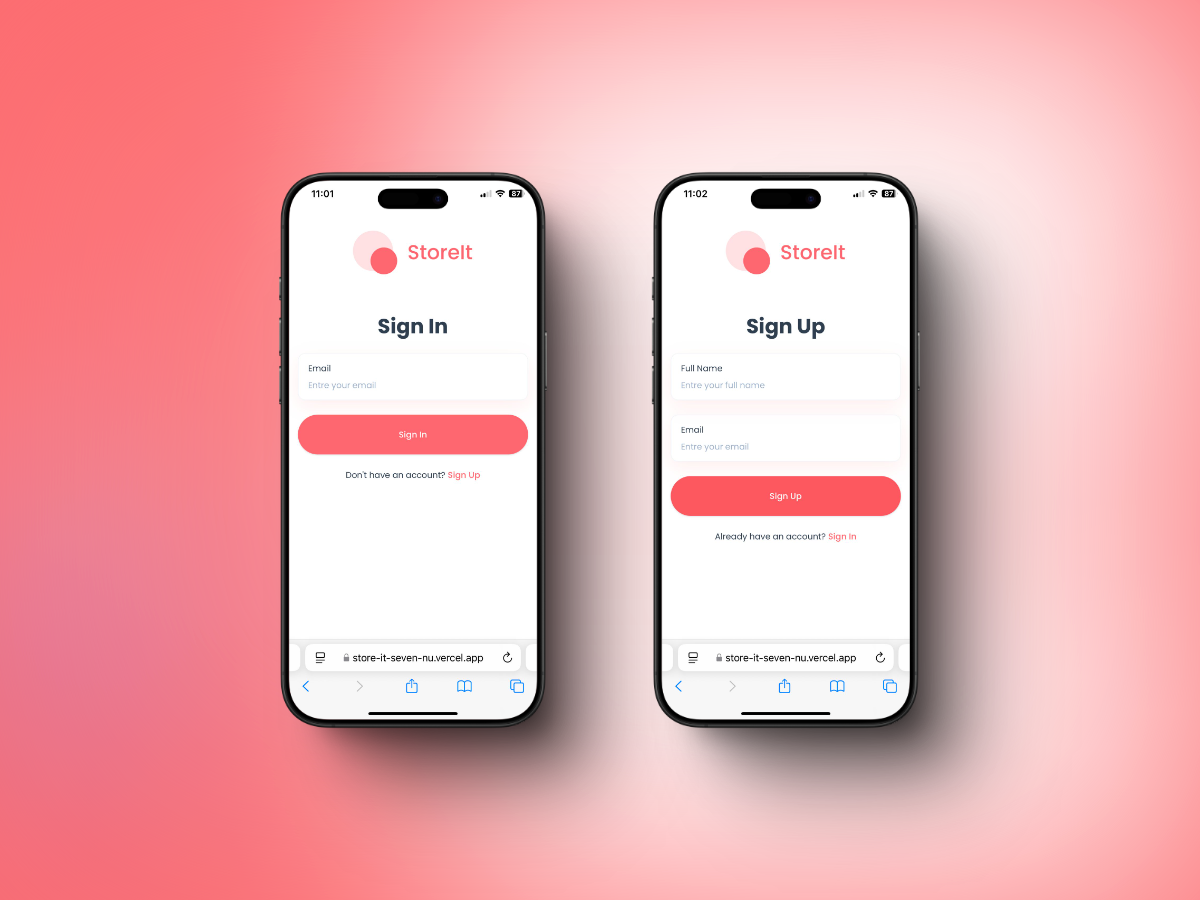 11:01
87
StoreIt
Sign In
Email
Entre your email
Sign In
Don't have an account? Sign Up
store-it-seven-nu.vercel.app
11:02
87
StoreIt
Sign Up
Full Name
Entre your full name
Email
Entre your email
Sign Up
Already have an account? Sign In
store-it-seven-nu.vercel.app